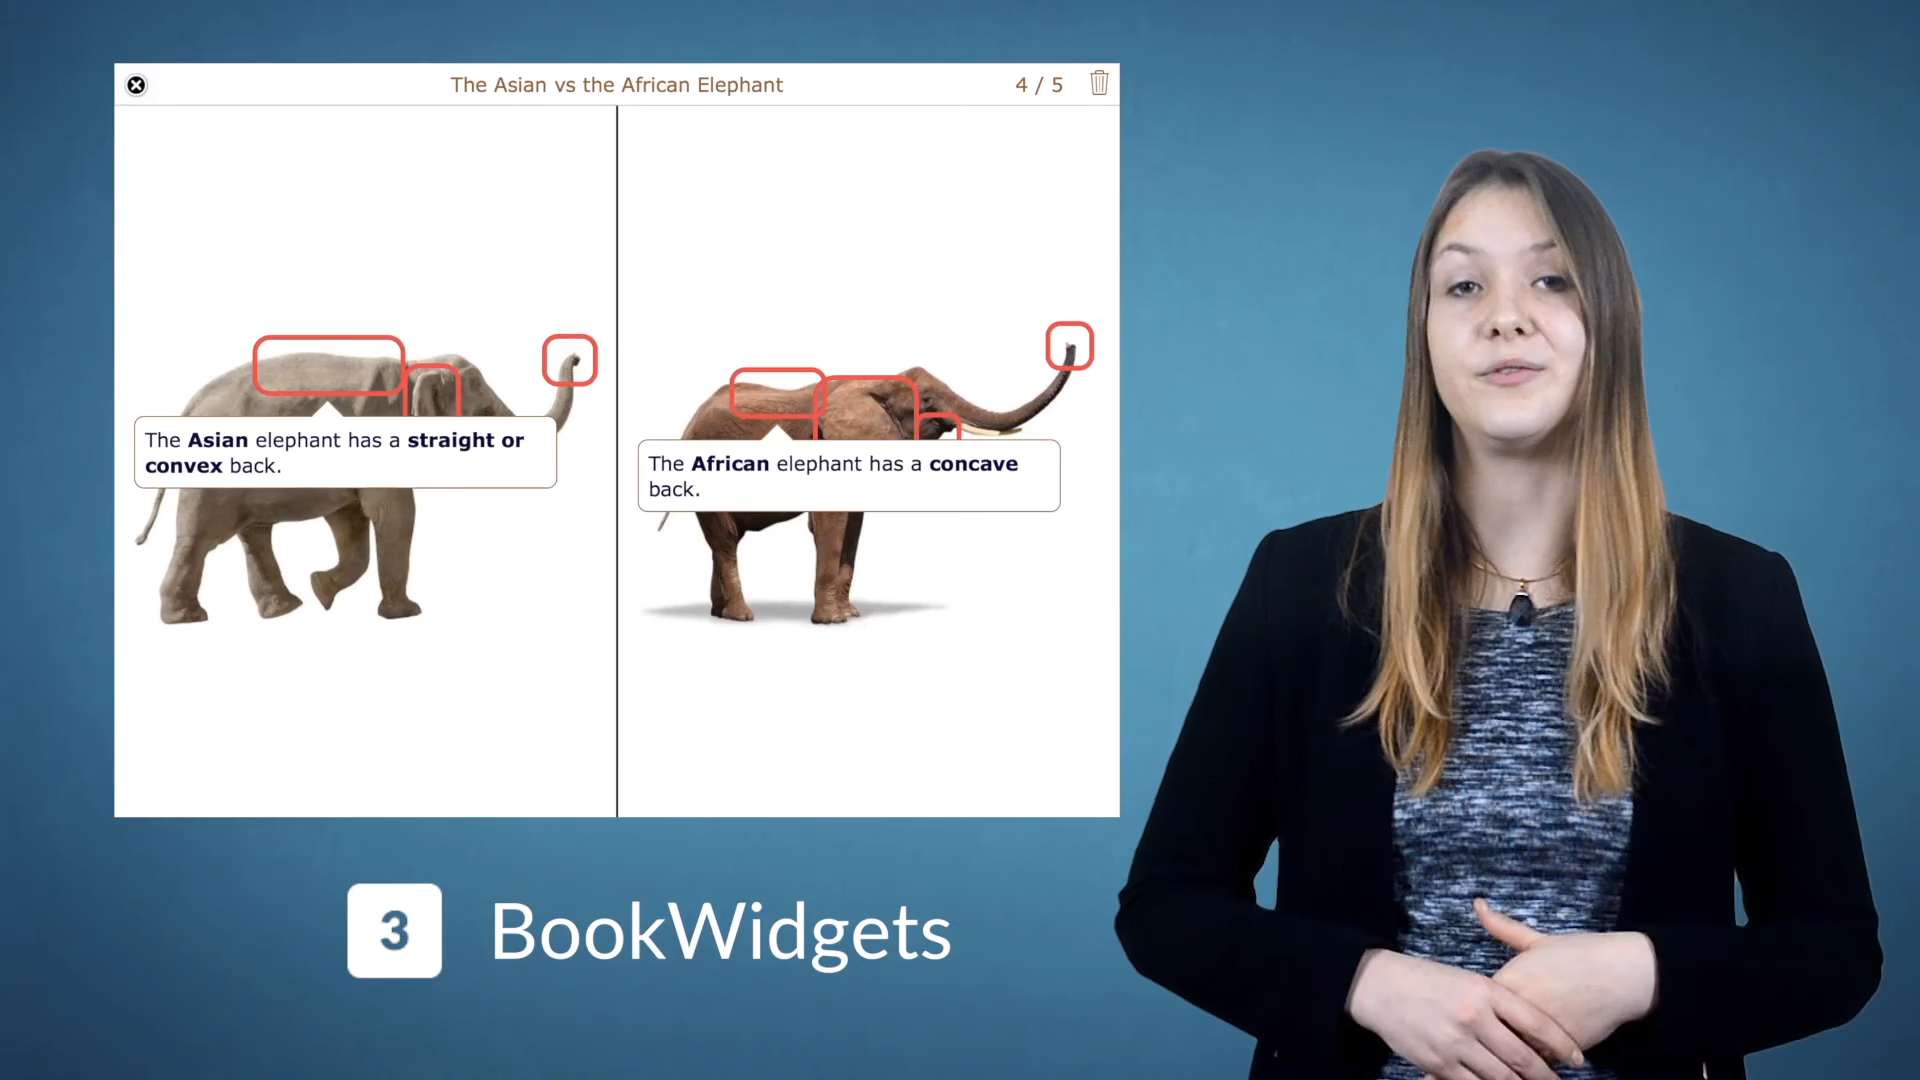 The Asian vs the African Elephant
4 / 5
The Asian elephant has a straight or
convex back.
The African elephant has a concave
back.
3
BookWidgets